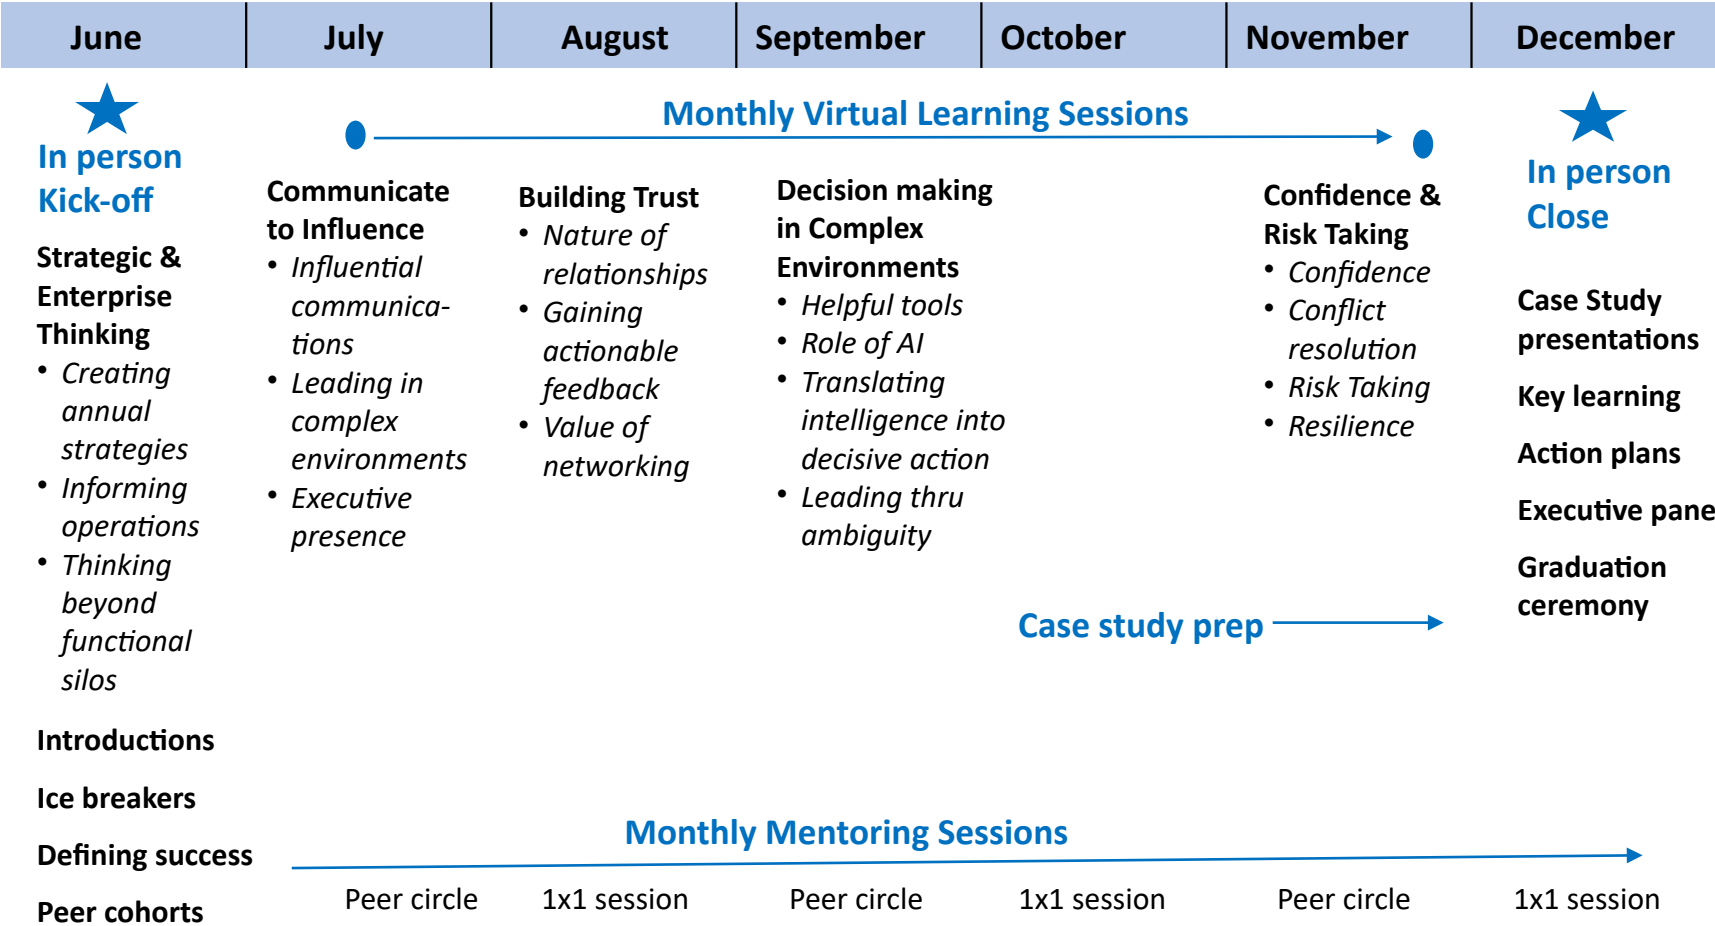 June
July
August
September
October
November
December
In person
Kick-off
Strategic &
Enterprise
Thinking
• Creating
annual
strategies
• Informing
operations
• Thinking
beyond
functional
silos
Introductions
Ice breakers
Defining success
Peer cohorts
Monthly Virtual Learning Sessions
Communicate
to Influence
• Influential
communica-
tions
• Leading in
complex
environments
• Executive
presence
Building Trust
• Nature of
relationships
• Gaining
actionable
feedback
• Value of
networking
Decision making
in Complex
Environments
• Helpful tools
• Role of AI
• Translating
intelligence into
decisive action
• Leading thru
ambiguity
Confidence &
Risk Taking
• Confidence
• Conflict
resolution
• Risk Taking
• Resilience
Case study prep
In person
Close
Case Study
presentations
Key learning
Action plans
Executive pane
Graduation
ceremony
Monthly Mentoring Sessions
Peer circle
1x1 session
Peer circle
1x1 session
Peer circle
1x1 session